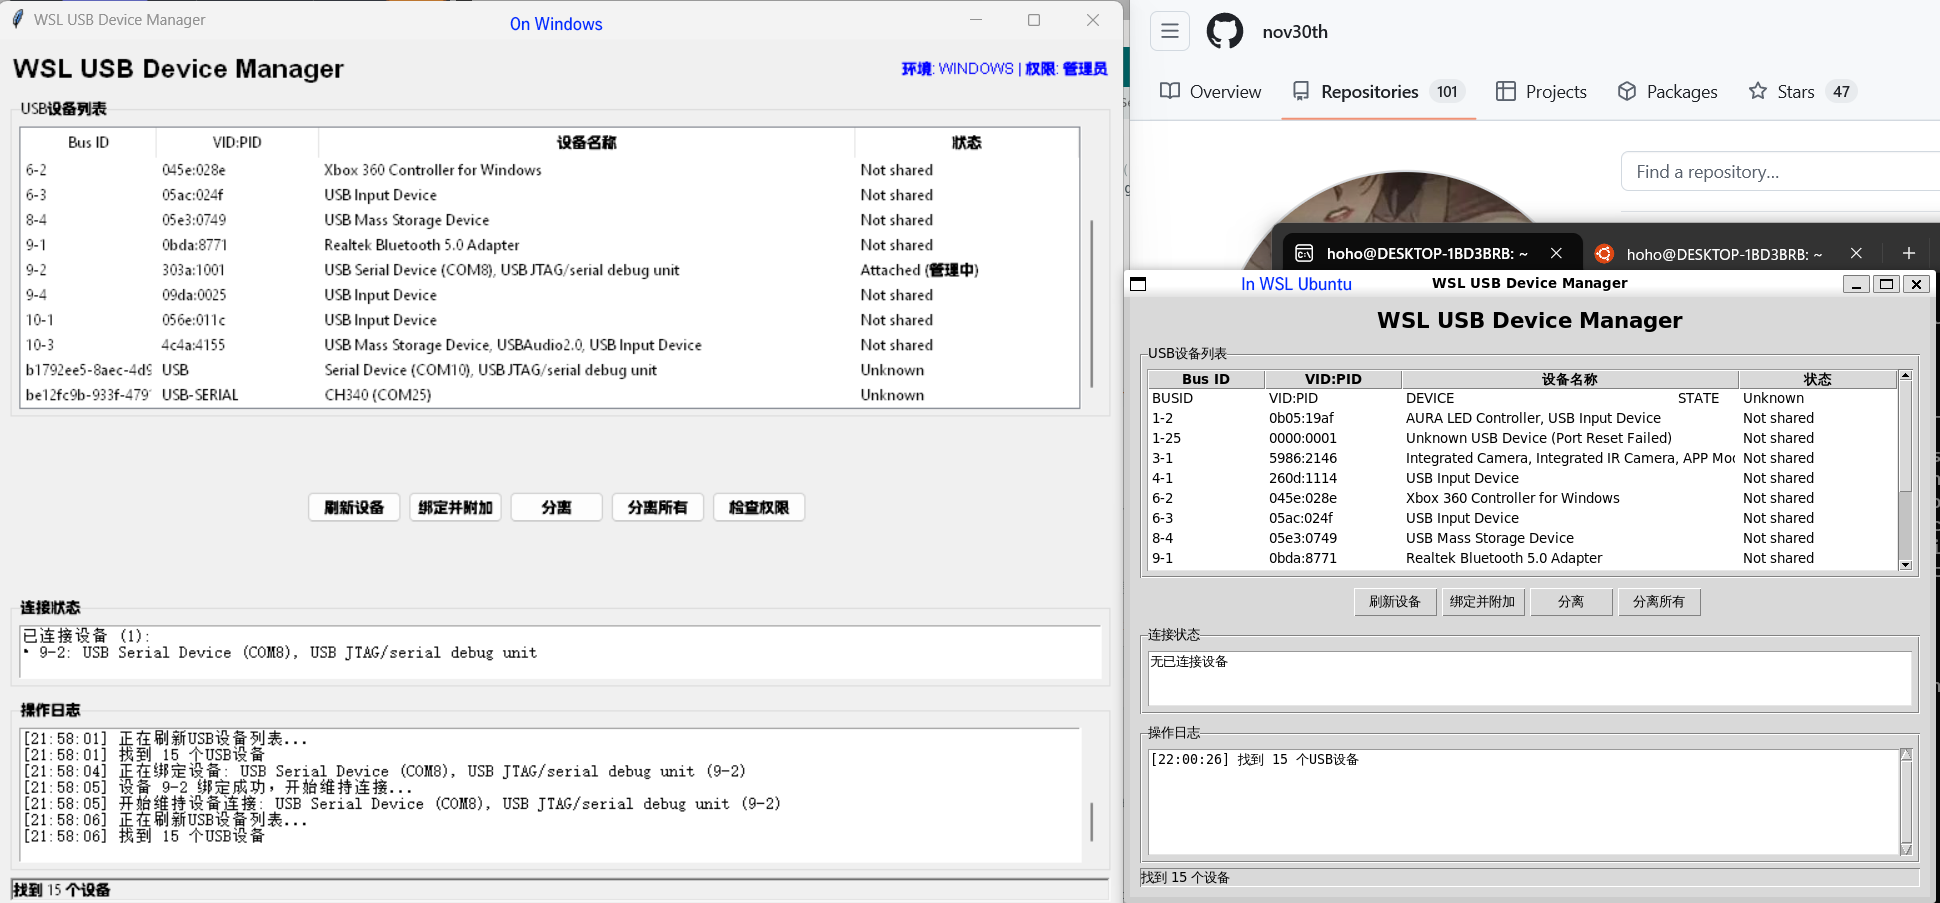 WSL USB Device Manager
On Windows
WSL USB Device Manager
环境: WINDOWS | 权限: 管理员
USB设备列表
Bus ID VID:PID 设备名称 状态
6-2 045e:028e Xbox 360 Controller for Windows Not shared
6-3 05ac:024f USB Input Device Not shared
8-4 05e3:0749 USB Mass Storage Device Not shared
9-1 0bda:8771 Realtek Bluetooth 5.0 Adapter Not shared
9-2 303a:1001 USB Serial Device (COM8), USB JTAG/serial debug unit Attached (管理中)
9-4 09da:0025 USB Input Device Not shared
10-1 056e:011c USB Input Device Not shared
10-3 4c4a:4155 USB Mass Storage Device, USBAudio2.0, USB Input Device Not shared
b1792ee5-8aec-4d9 USB Serial Device (COM10), USB JTAG/serial debug unit Unknown
be12fc9b-933f-479 USB-SERIAL CH340 (COM25) Unknown
刷新设备 绑定并附加 分离 分离所有 检查权限
连接状态
已连接设备 (1):
• 9-2: USB Serial Device (COM8), USB JTAG/serial debug unit
操作日志
[21:58:01] 正在刷新USB设备列表...
[21:58:01] 找到 15 个USB设备
[21:58:04] 正在绑定设备: USB Serial Device (COM8), USB JTAG/serial debug unit (9-2)
[21:58:05] 设备 9-2 绑定成功，开始维持连接...
[21:58:05] 开始维持设备连接: USB Serial Device (COM8), USB JTAG/serial debug unit (9-2)
[21:58:06] 正在刷新USB设备列表...
[21:58:06] 找到 15 个USB设备
找到 15 个设备
nov30th
Overview Repositories 101 Projects Packages Stars 47
Find a repository...
hoho@DESKTOP-1BD3BRB: ~ hoho@DESKTOP-1BD3BRB: ~
In WSL Ubuntu WSL USB Device Manager
WSL USB Device Manager
USB设备列表
Bus ID VID:PID 设备名称 状态
BUSID VID:PID DEVICE STATE Unknown
1-2 0b05:19af AURA LED Controller, USB Input Device Not shared
1-25 0000:0001 Unknown USB Device (Port Reset Failed) Not shared
3-1 5986:2146 Integrated Camera, Integrated IR Camera, APP Mo Not shared
4-1 260d:1114 USB Input Device Not shared
6-2 045e:028e Xbox 360 Controller for Windows Not shared
6-3 05ac:024f USB Input Device Not shared
8-4 05e3:0749 USB Mass Storage Device Not shared
9-1 0bda:8771 Realtek Bluetooth 5.0 Adapter Not shared
刷新设备 绑定并附加 分离 分离所有
连接状态
无已连接设备
操作日志
[22:00:26] 找到 15 个USB设备
找到 15 个设备